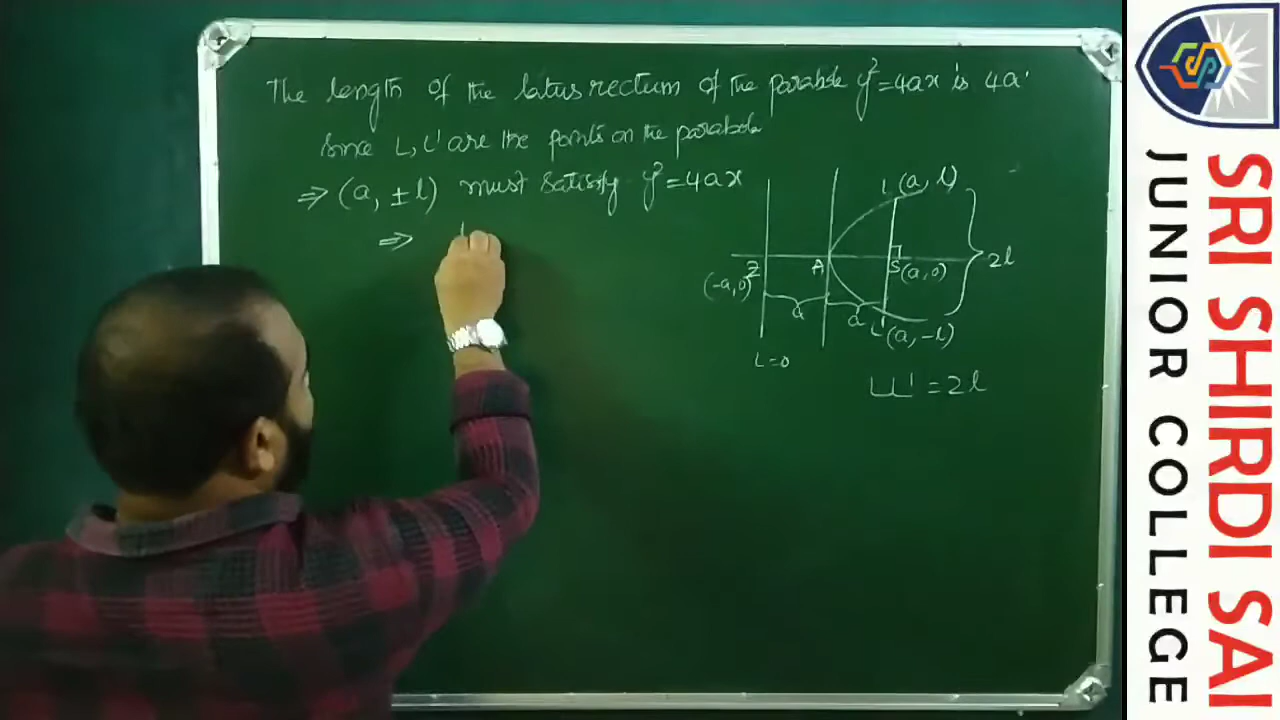 The length of the latus rectum of the parabola y² = 4ax is 4a'
Since L, L' are the points on the parabola
⇒ (a, ±l) must satisfy y² = 4ax
⇒
L (a, l)
Z
A
S (a, 0)
2l
(-a, 0)
a
a
L' (a, -l)
L=0
LL' = 2l
SRI SHIRDI SAI
JUNIOR COLLEGE